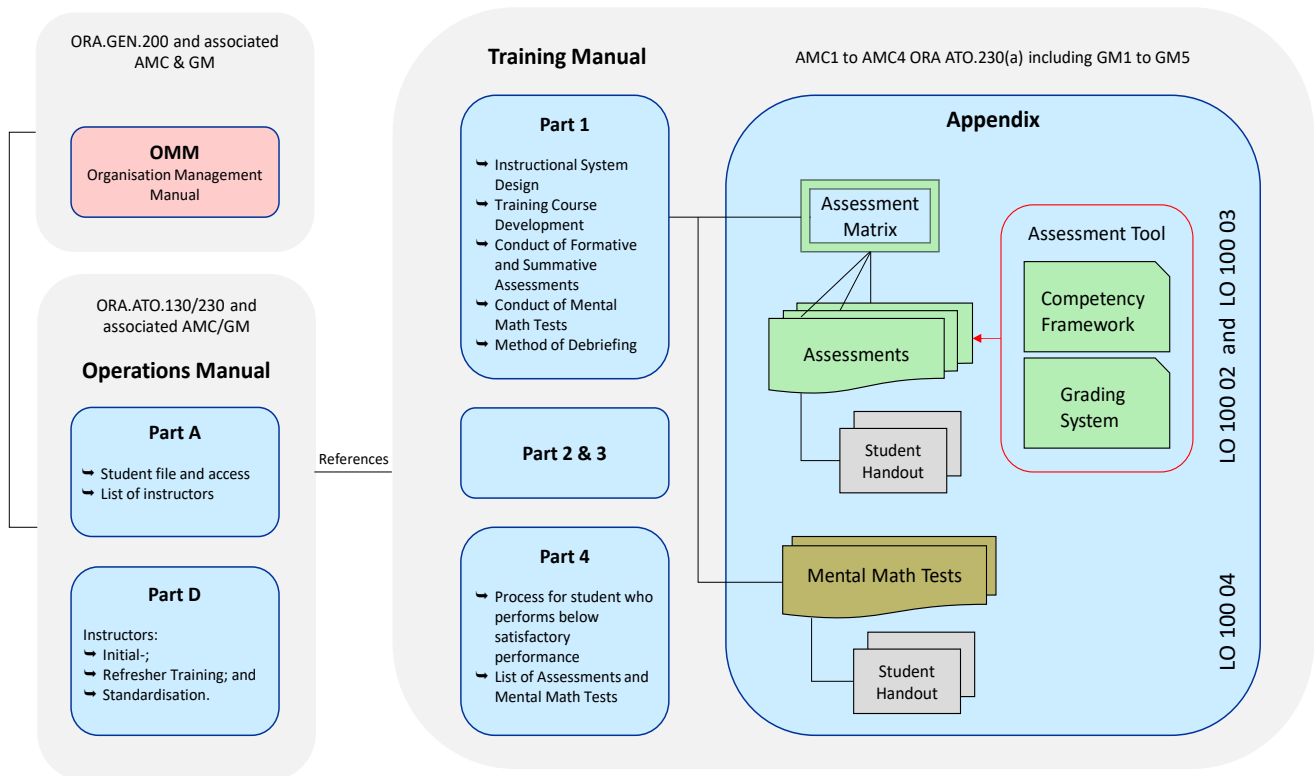 ORA.GEN.200 and associated
AMC & GM
OMM
Organisation Management
Manual
ORA.ATO.130/230 and
associated AMC/GM
Operations Manual
Part A
➥ Student file and access
➥ List of instructors
Part D
Instructors:
➥ Initial-;
➥ Refresher Training; and
➥ Standardisation.
References
Training Manual
Part 1
➥ Instructional System
Design
➥ Training Course
Development
➥ Conduct of Formative
and Summative
Assessments
➥ Conduct of Mental
Math Tests
➥ Method of Debriefing
Part 2 & 3
Part 4
➥ Process for student who
performs below
satisfactory
performance
➥ List of Assessments and
Mental Math Tests
AMC1 to AMC4 ORA ATO.230(a) including GM1 to GM5
Appendix
Assessment
Matrix
Assessments
Student
Handout
Assessment Tool
Competency
Framework
Grading
System
LO 100 02 and LO 100 03
Mental Math Tests
Student
Handout
LO 100 04